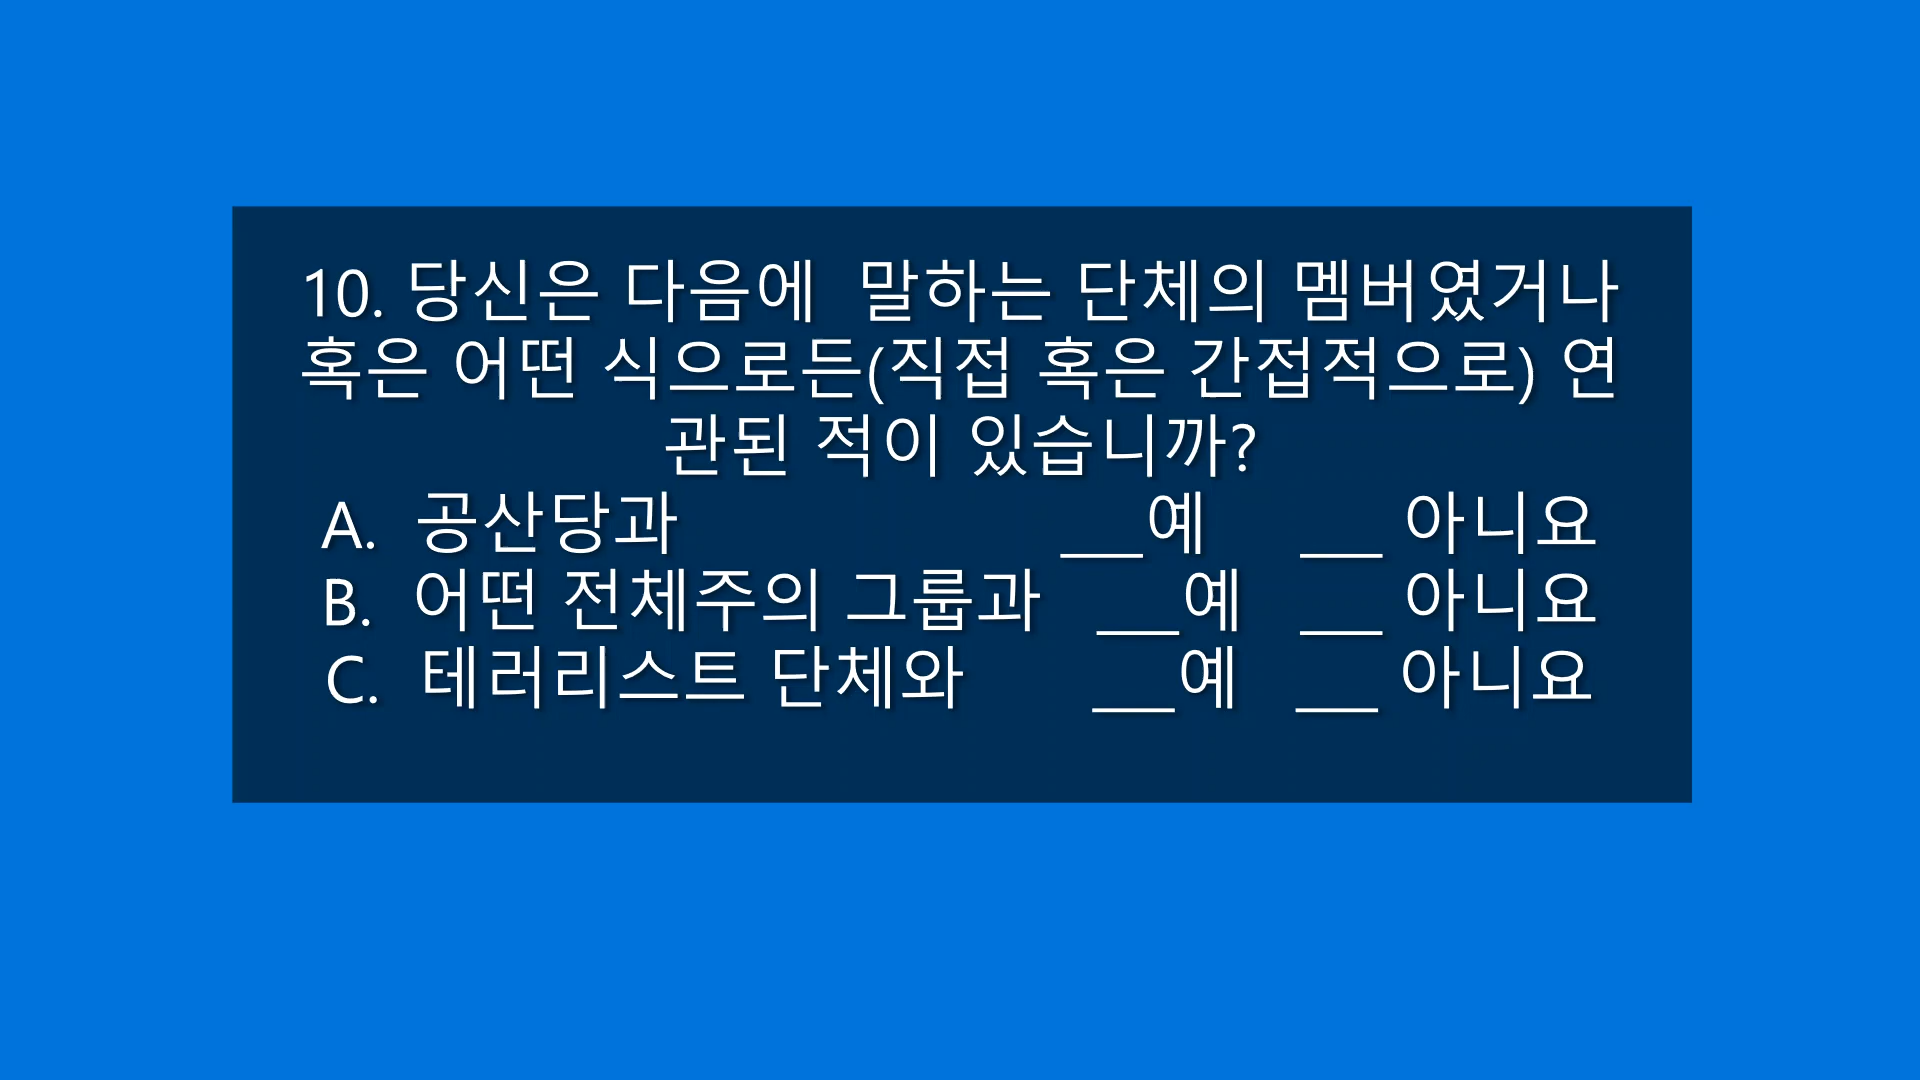 10. 당신은 다음에  말하는 단체의 멤버였거나
혹은 어떤 식으로든(직접 혹은 간접적으로) 연
관된 적이 있습니까?
A.  공산당과 ___예 ___ 아니요
B.  어떤 전체주의 그룹과 ___예 ___ 아니요
C.  테러리스트 단체와 ___예 ___ 아니요